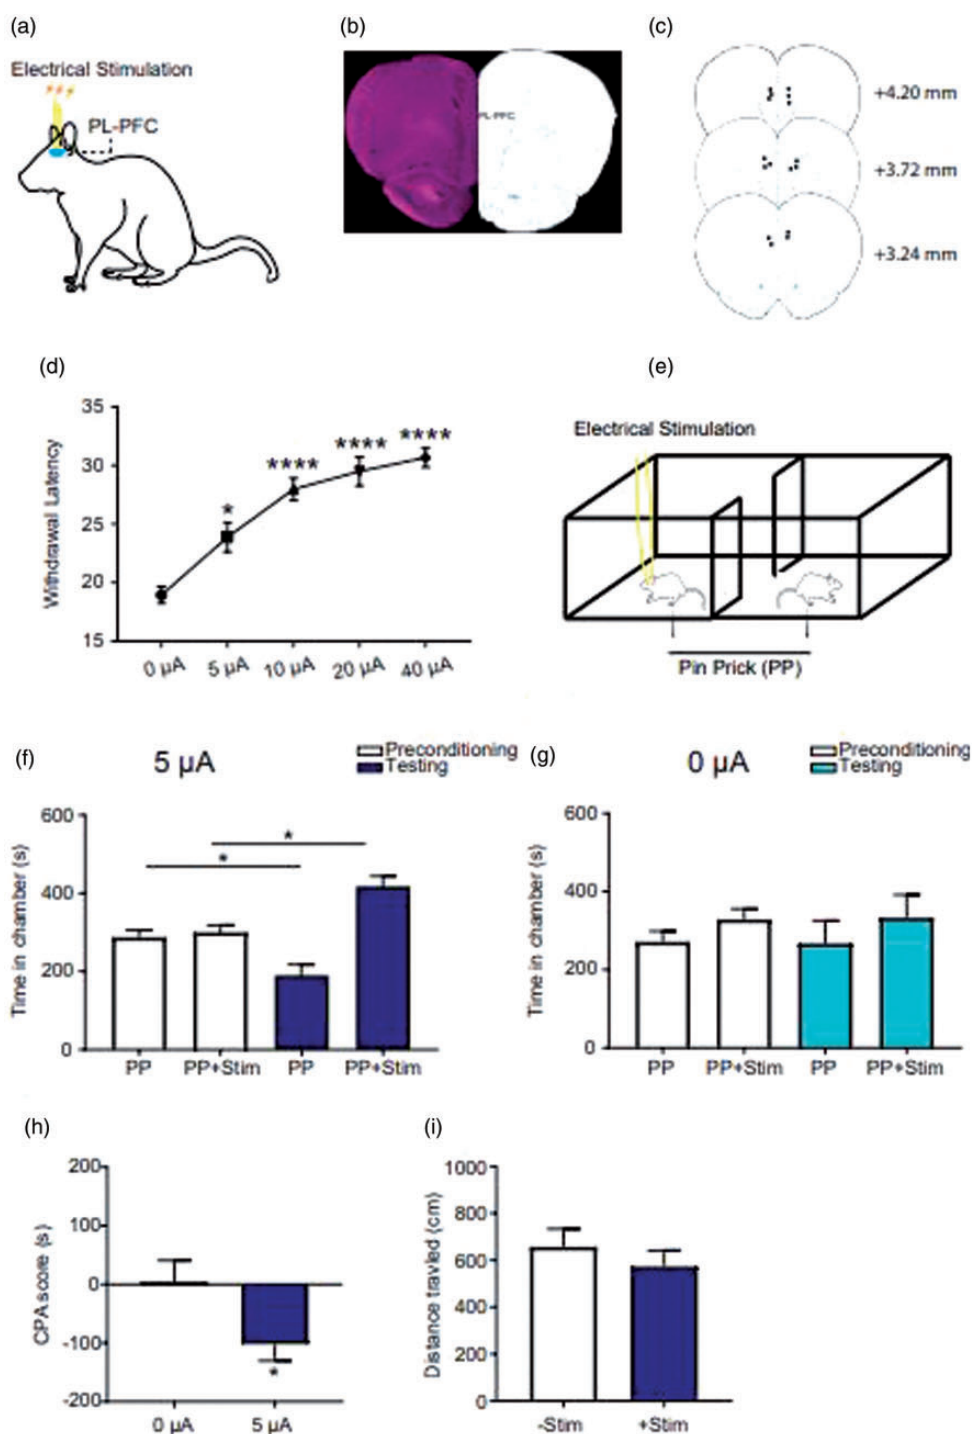 (a)
Electrical Stimulation
PL-PFC
(b)
PL-PFC
(c)
+4.20 mm
+3.72 mm
+3.24 mm
(d)
Withdrawal Latency
35
30
25
20
15
* **** **** ****
0 µA 5 µA 10 µA 20 µA 40 µA
(e)
Electrical Stimulation
Pin Prick (PP)
(f)
5 µA
Preconditioning
Testing
Time in chamber (s)
600
400
200
0
*
*
PP PP+Stim PP PP+Stim
(g)
0 µA
Preconditioning
Testing
Time in chamber (s)
600
400
200
0
PP PP+Stim PP PP+Stim
(h)
CPA score (s)
200
100
0
-100
-200
*
0 µA 5 µA
(i)
Distance travled (cm)
1000
800
600
400
200
0
-Stim +Stim